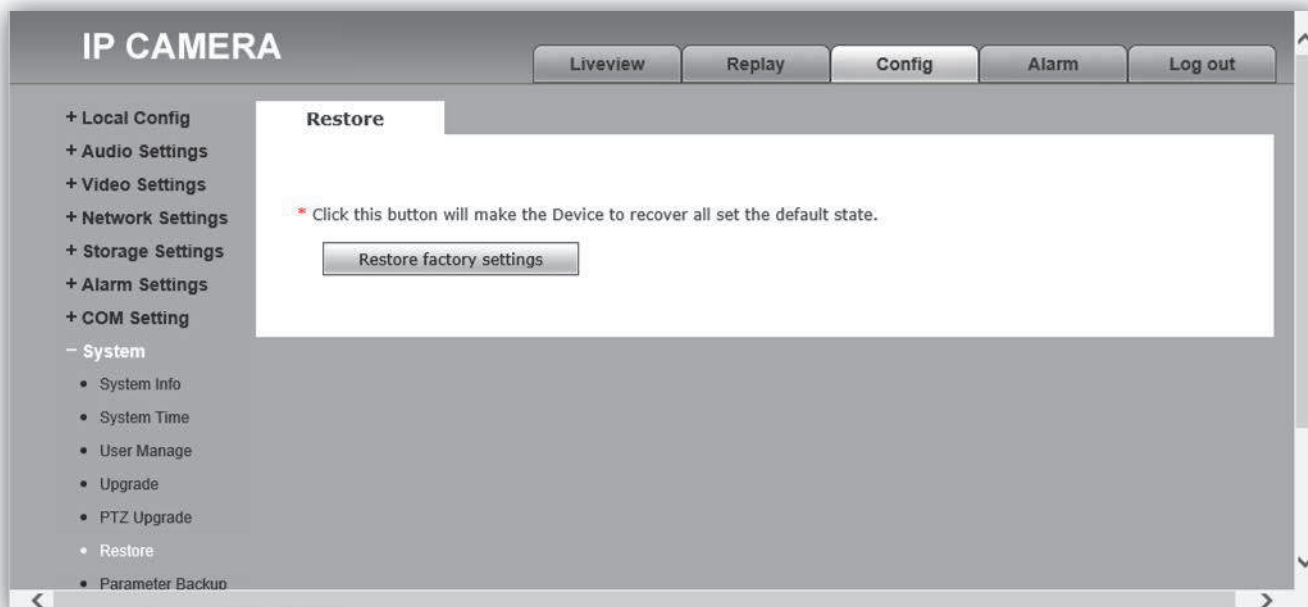 IP CAMERA
Liveview Replay Config Alarm Log out
+ Local Config
+ Audio Settings
+ Video Settings
+ Network Settings
+ Storage Settings
+ Alarm Settings
+ COM Setting
− System
• System Info
• System Time
• User Manage
• Upgrade
• PTZ Upgrade
• Restore
• Parameter Backup
Restore
* Click this button will make the Device to recover all set the default state.
Restore factory settings